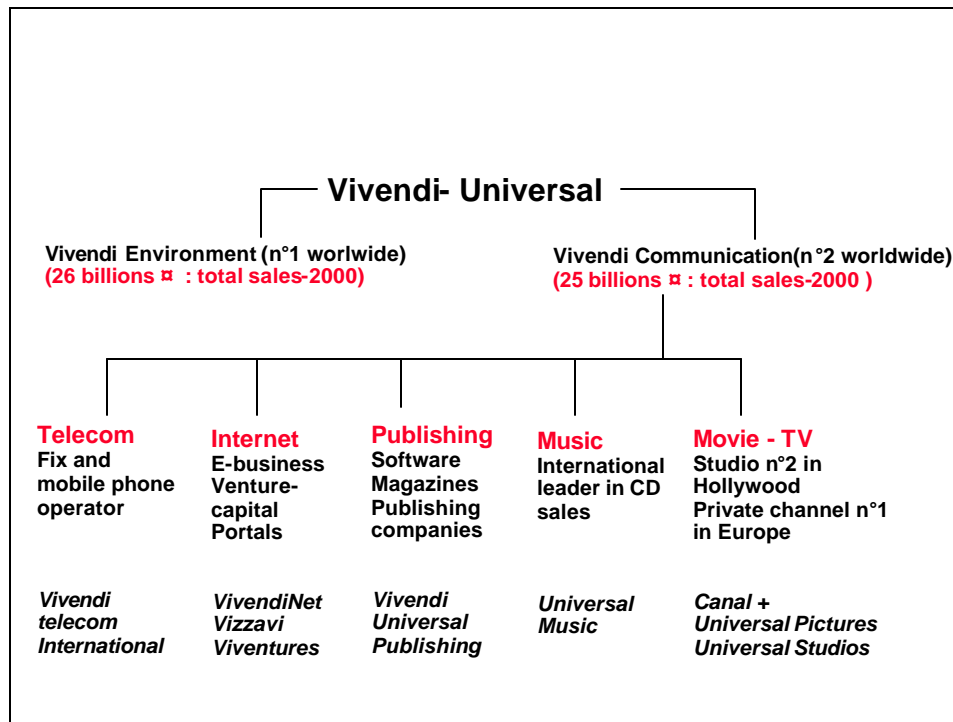 Vivendi- Universal
Vivendi Environment (n°1 worlwide)
(26 billions ¤ : total sales-2000)
Vivendi Communication(n°2 worldwide)
(25 billions ¤ : total sales-2000 )
Telecom
Fix and
mobile phone
operator
Internet
E-business
Venture-
capital
Portals
Publishing
Software
Magazines
Publishing
companies
Music
International
leader in CD
sales
Movie - TV
Studio n°2 in
Hollywood
Private channel n°1
in Europe
Vivendi
telecom
International
VivendiNet
Vizzavi
Viventures
Vivendi
Universal
Publishing
Universal
Music
Canal +
Universal Pictures
Universal Studios